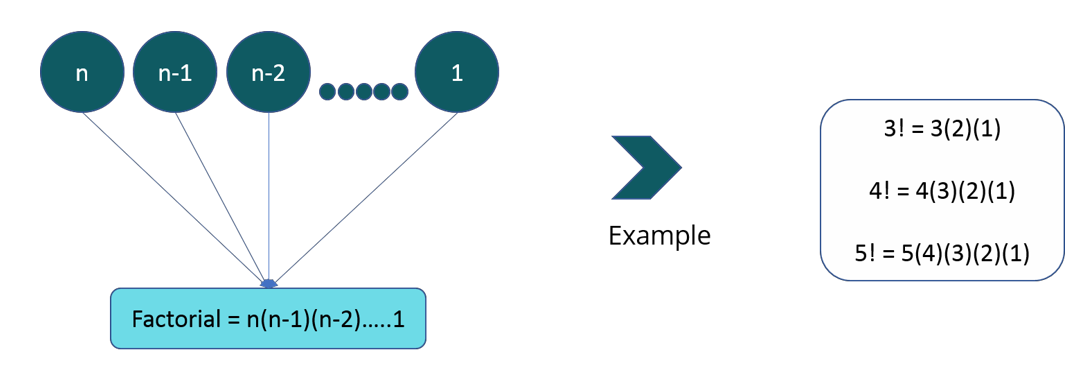 n
n-1
n-2
1
Factorial = n(n-1)(n-2).....1
Example
3! = 3(2)(1)
4! = 4(3)(2)(1)
5! = 5(4)(3)(2)(1)